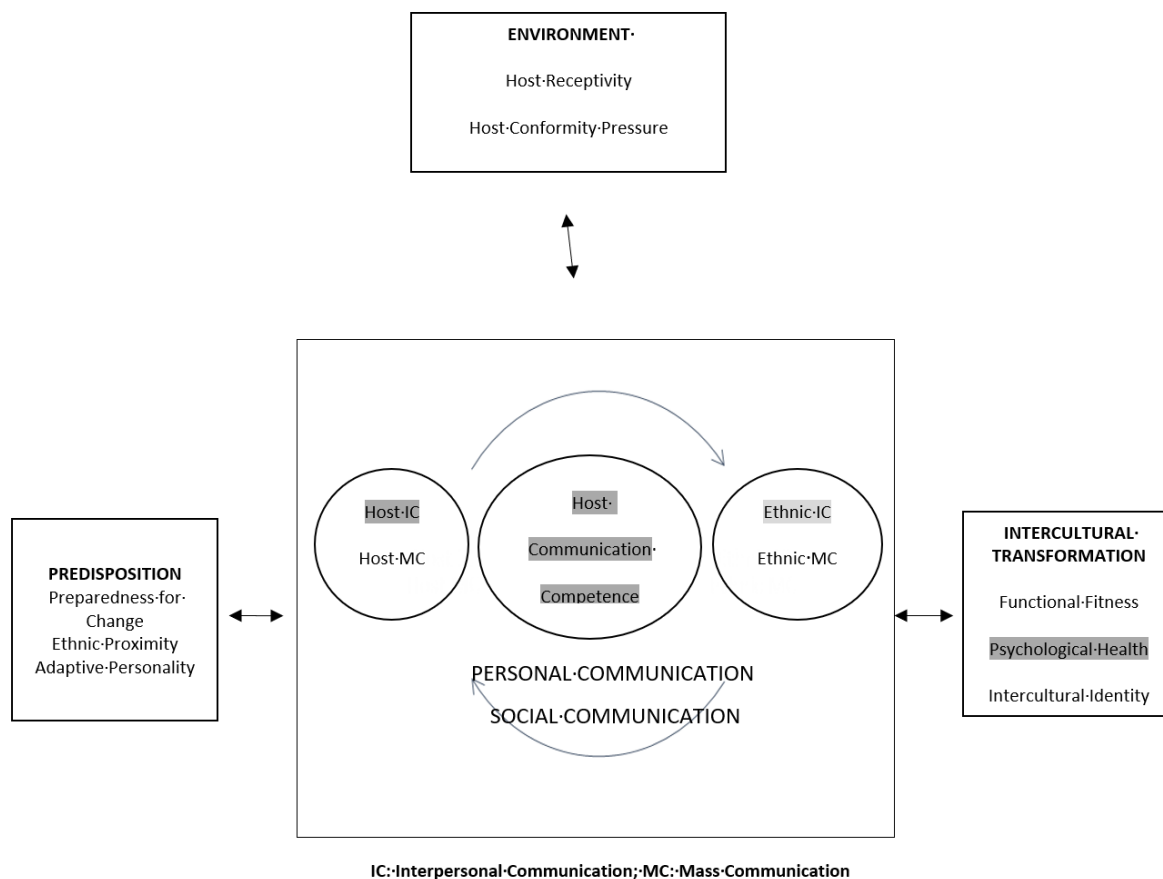 ENVIRONMENT·
Host·Receptivity
Host·Conformity·Pressure
Host·IC
Host·MC
Host·
Communication·
Competence
Ethnic·IC
Ethnic·MC
PREDISPOSITION
Preparedness·for·
Change
Ethnic·Proximity
Adaptive·Personality
INTERCULTURAL·
TRANSFORMATION
Functional·Fitness
Psychological·Health
Intercultural·Identity
PERSONAL·COMMUNICATION
SOCIAL·COMMUNICATION
IC:·Interpersonal·Communication;·MC:·Mass·Communication